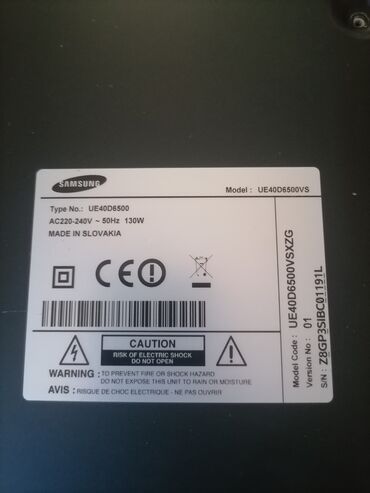 SAMSUNG
Model : UE40D6500VS
Type No.: UE40D6500
AC220-240V ~ 50Hz 130W
MADE IN SLOVAKIA
CE
CAUTION
RISK OF ELECTRIC SHOCK
DO NOT OPEN
WARNING : TO PREVENT FIRE OR SHOCK HAZARD
DO NOT EXPOSE THIS UNIT TO RAIN OR MOISTURE
AVIS : RISQUE DE CHOC ELECTRIQUE - NE PAS OUVRIR
Model Code : UE40D6500VSXZG
Version No : 01
S/N : Z8GP3SIBC01191L